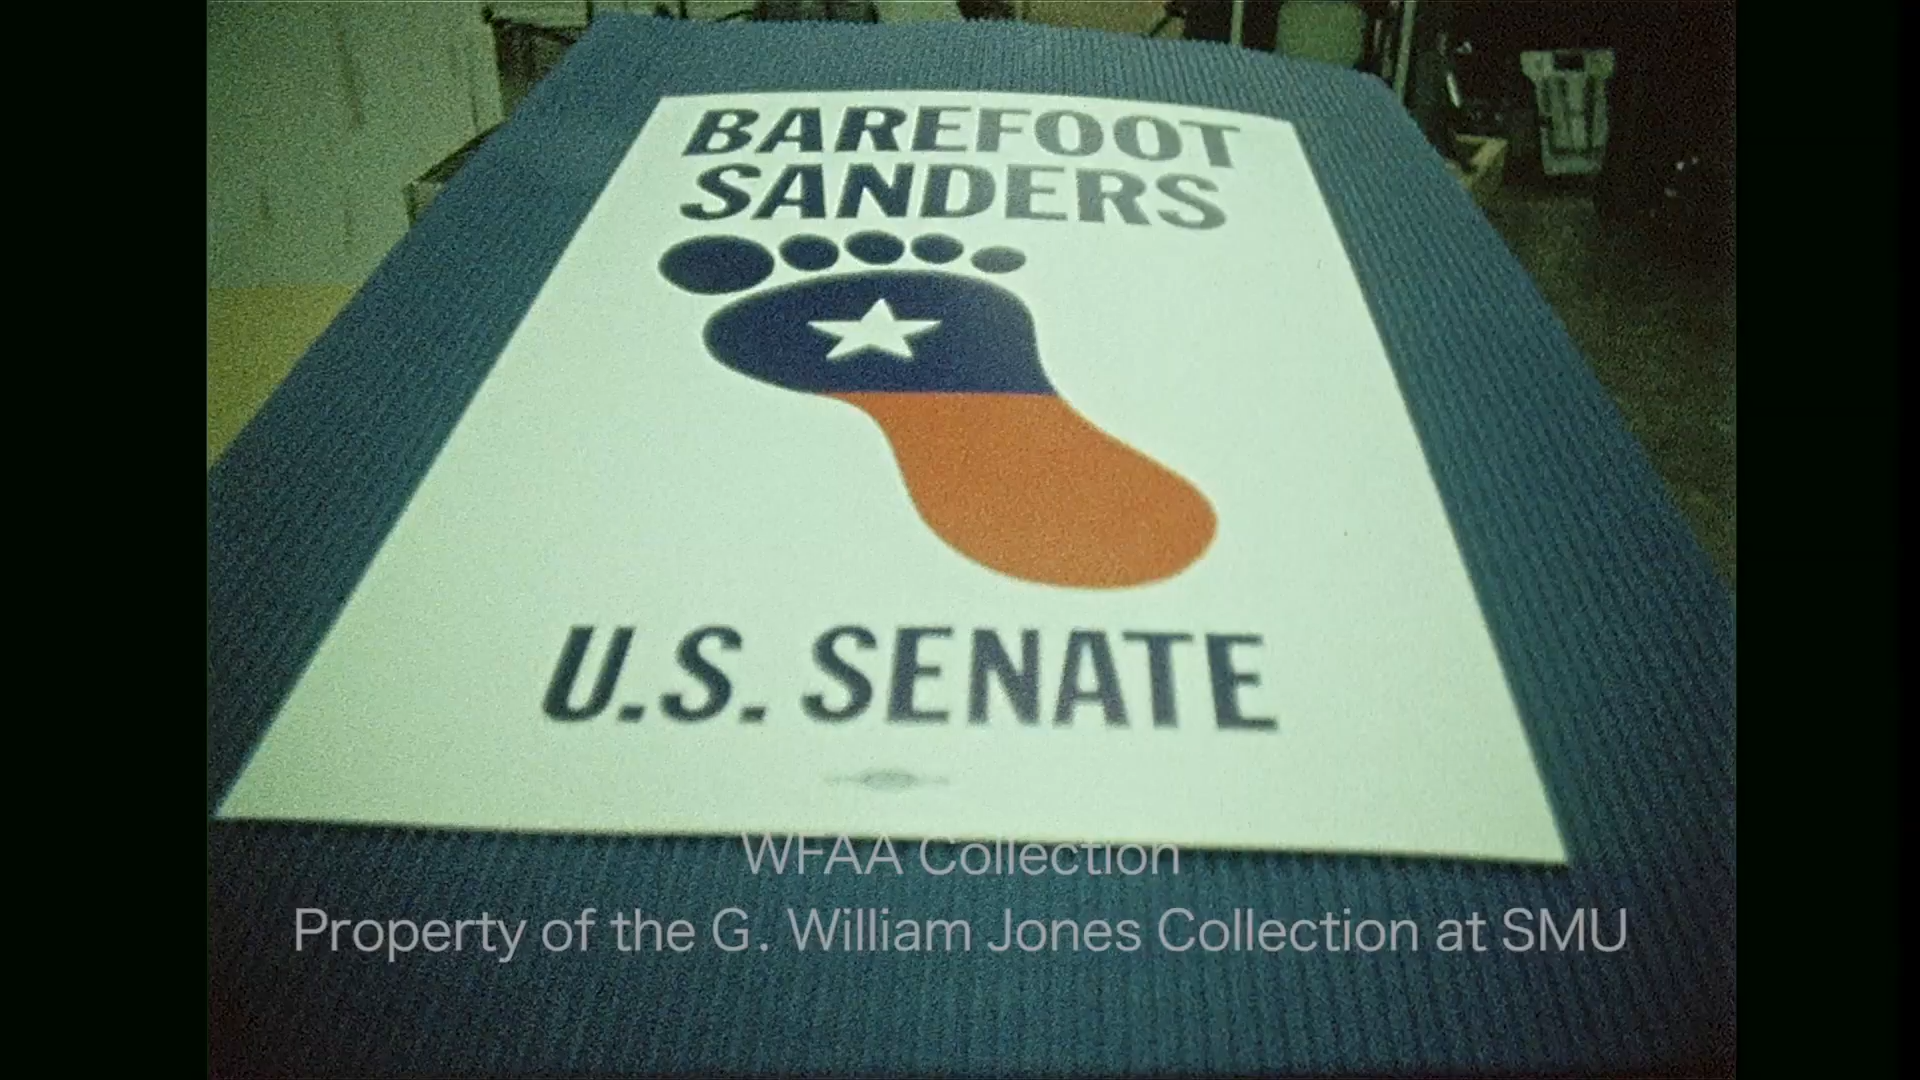 BAREFOOT
SANDERS
U.S. SENATE
WFAA Collection
Property of the G. William Jones Collection at SMU